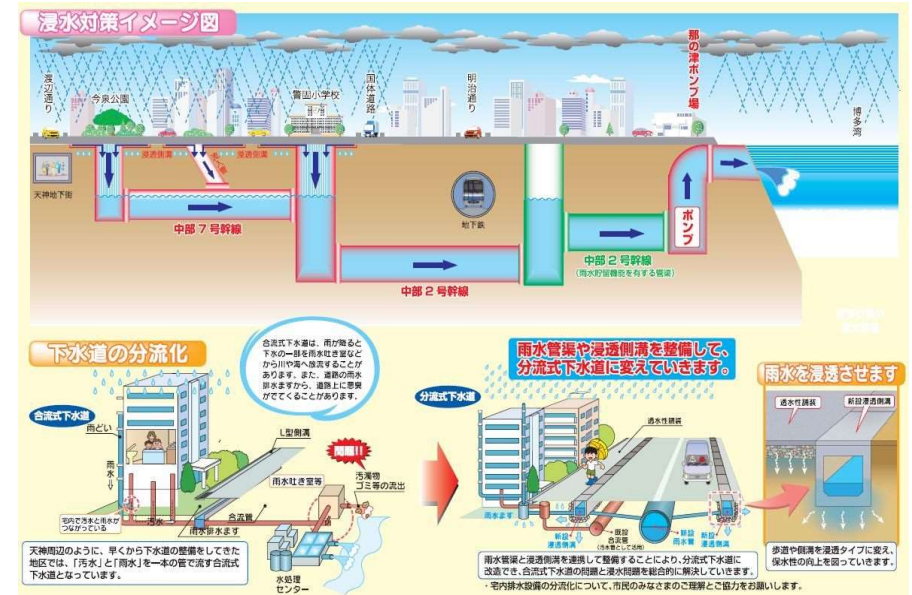 浸水対策イメージ図
渡辺通り
今泉公園
警固小学校
国体道路
明治通り
那の津ポンプ場
博多湾
天神地下街
浸透側溝
浸透側溝
中部7号幹線
地下鉄
中部2号幹線
中部2号幹線
(雨水貯留機能を有する管渠)
ポンプ
下水道の分流化
合流式下水道は、雨が降ると
下水の一部を雨水吐き室など
から川や海へ放流することが
あります。また、道路の雨水
排水ますから、道路上に悪臭
がでてくることがあります。
合流式下水道
雨どい
雨水
宅内で汚水と雨水が
つながっている
汚水
雨水排水ます
合流管
L型側溝
雨水吐き室等
問題!!
汚濁物
ゴミ等の流出
水処理
センター
天神周辺のように、早くから下水道の整備をしてきた
地区では、「汚水」と「雨水」を一本の管で流す合流式
下水道となっています。
雨水管渠や浸透側溝を整備して、
分流式下水道に変えていきます。
分流式下水道
透水性舗装
雨水ます
新設
浸透側溝
既設
合流管
(汚水管として活用)
新設
雨水管
新設
浸透側溝
雨水管渠と浸透側溝を連携して整備することにより、分流式下水道に
改造でき、合流式下水道の問題と浸水問題を総合的に解決していきます。
・宅内排水設備の分流化について、市民のみなさまのご理解とご協力をお願いします。
雨水を浸透させます
透水性舗装
新設浸透側溝
歩道や側溝を浸透タイプに変え、
保水性の向上を図っていきます。